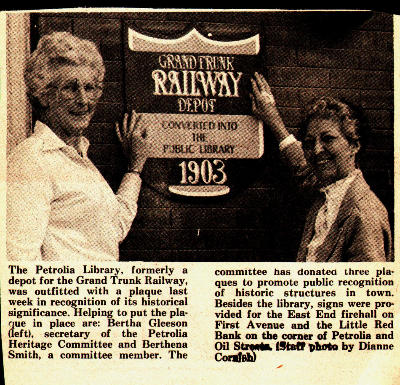 GRAND TRUNK
RAILWAY
DEPOT
CONVERTED INTO
THE
PUBLIC LIBRARY
1903
The Petrolia Library, formerly a
depot for the Grand Trunk Railway,
was outfitted with a plaque last
week in recognition of its historical
significance. Helping to put the pla-
que in place are: Bertha Gleeson
(left), secretary of the Petrolia
Heritage Committee and Berthena
Smith, a committee member. The
committee has donated three pla-
ques to promote public recognition
of historic structures in town.
Besides the library, signs were pro-
vided for the East End firehall on
First Avenue and the Little Red
Bank on the corner of Petrolia and
Oil Streets. (Staff photo by Dianne
Cornish)